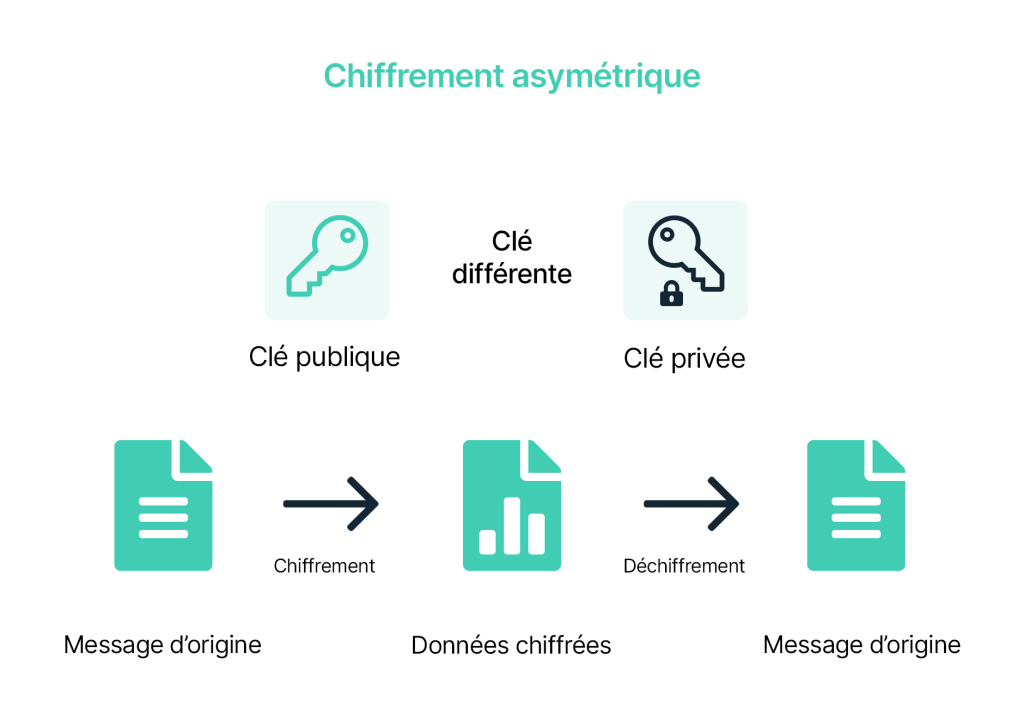 Chiffrement asymétrique
Clé
différente
Clé publique
Clé privée
Chiffrement
Déchiffrement
Message d’origine
Données chiffrées
Message d’origine